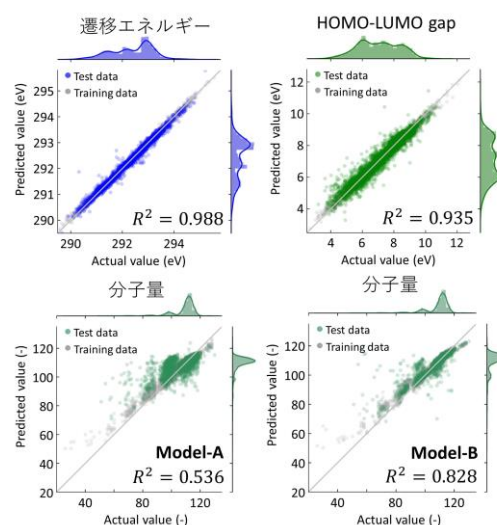 遷移エネルギー
Test data
Training data
Predicted value (eV)
295
294
293
292
291
290
R² = 0.988
290 292 294
Actual value (eV)
HOMO-LUMO gap
Test data
Training data
Predicted value (eV)
12
10
8
6
4
R² = 0.935
4 6 8 10 12
Actual value (eV)
分子量
Test data
Training data
Predicted value (-)
120
100
80
60
40
20
Model-A
R² = 0.536
40 80 120
Actual value (-)
分子量
Test data
Training data
Predicted value (-)
120
100
80
60
40
20
Model-B
R² = 0.828
40 80 120
Actual value (-)